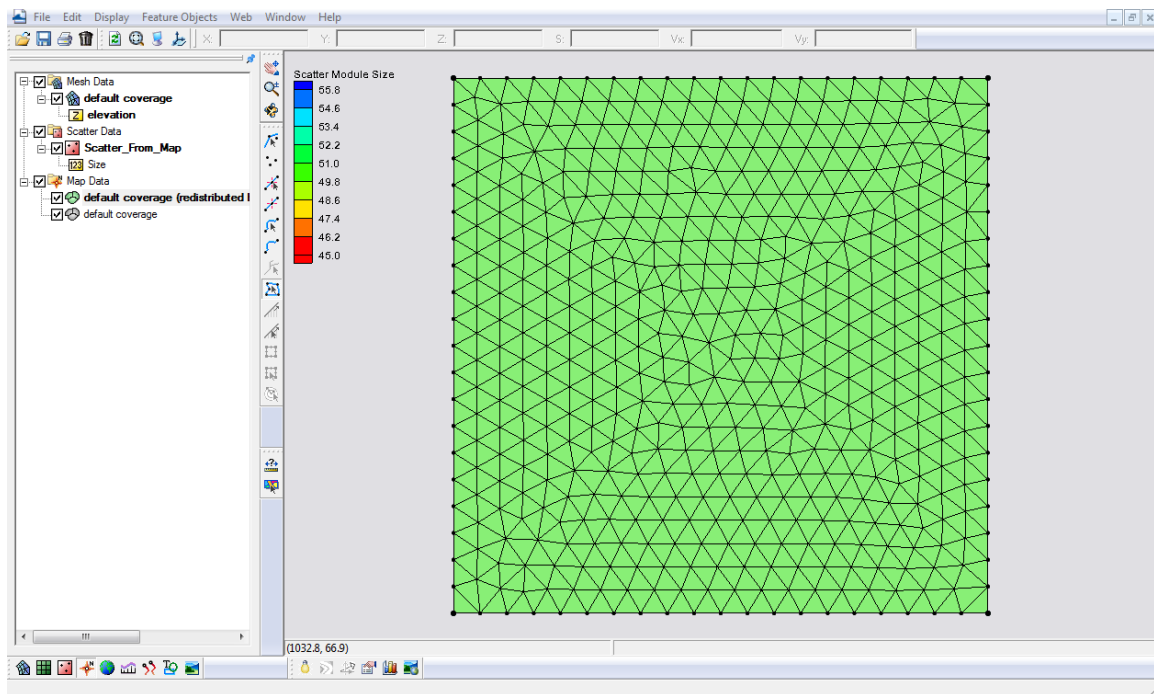 File Edit Display Feature Objects Web Window Help
X: Y: Z: S: Vx: Vy:
Mesh Data
default coverage
Z elevation
Scatter Data
Scatter_From_Map
123 Size
Map Data
default coverage (redistributed
default coverage
Scatter Module Size
55.8
54.6
53.4
52.2
51.0
49.8
48.6
47.4
46.2
45.0
(1032.8, 66.9)